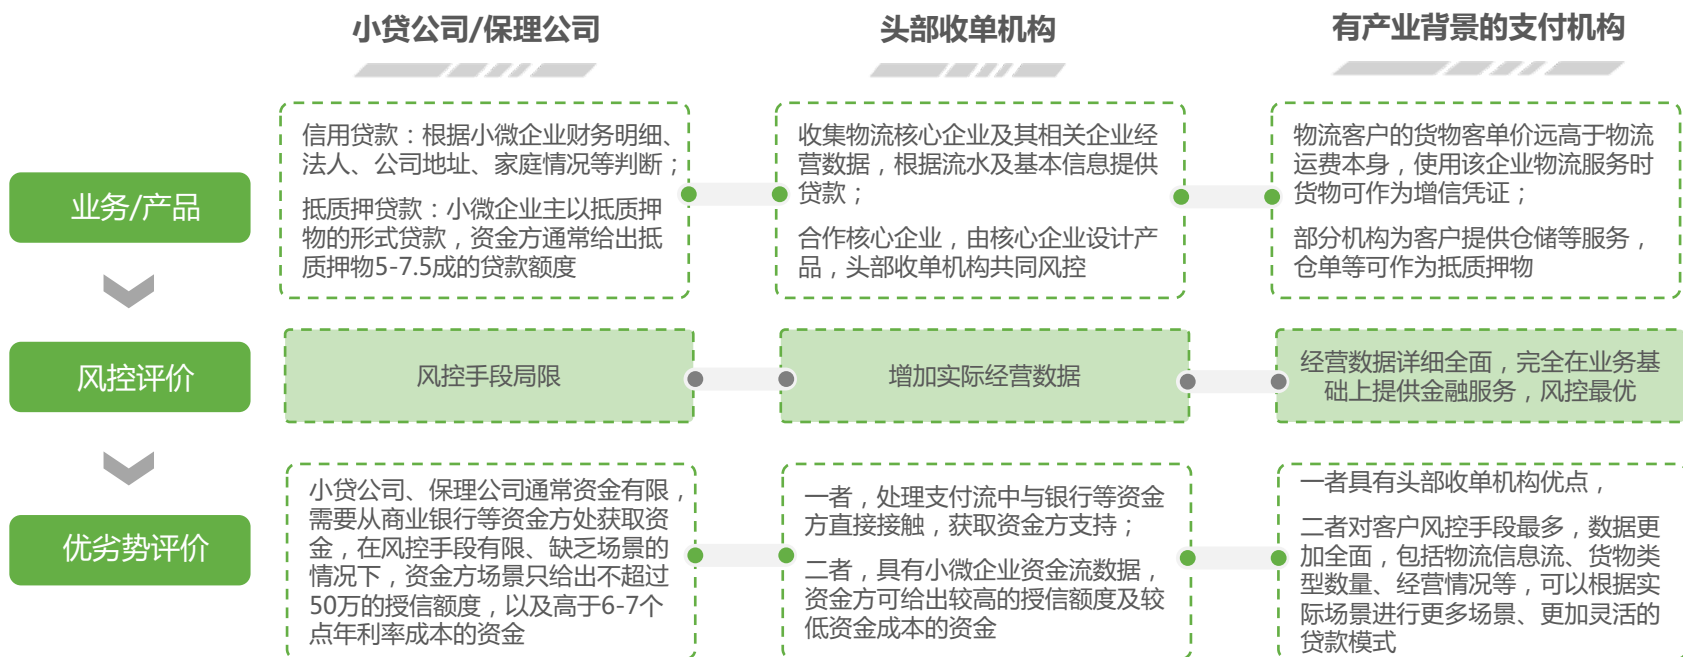 小贷公司/保理公司
头部收单机构
有产业背景的支付机构
业务/产品
信用贷款：根据小微企业财务明细、
法人、公司地址、家庭情况等判断；
抵质押贷款：小微企业主以抵质押
物的形式贷款，资金方通常给出抵
质押物5-7.5成的贷款额度
收集物流核心企业及其相关企业经
营数据，根据流水及基本信息提供
贷款；
合作核心企业，由核心企业设计产
品，头部收单机构共同风控
物流客户的货物客单价远高于物流
运费本身，使用该企业物流服务时
货物可作为增信凭证；
部分机构为客户提供仓储等服务，
仓单等可作为抵质押物
风控评价
风控手段局限
增加实际经营数据
经营数据详细全面，完全在业务基
础上提供金融服务，风控最优
优劣势评价
小贷公司、保理公司通常资金有限，
需要从商业银行等资金方处获取资
金，在风控手段有限、缺乏场景的
情况下，资金方场景只给出不超过
50万的授信额度，以及高于6-7个
点年利率成本的资金
一者，处理支付流中与银行等资金
方直接接触，获取资金方支持；
二者，具有小微企业资金流数据，
资金方可给出较高的授信额度及较
低资金成本的资金
一者具有头部收单机构优点，
二者对客户风控手段最多，数据更
加全面，包括物流信息流、货物类
型数量、经营情况等，可以根据实
际场景进行更多场景、更加灵活的
贷款模式